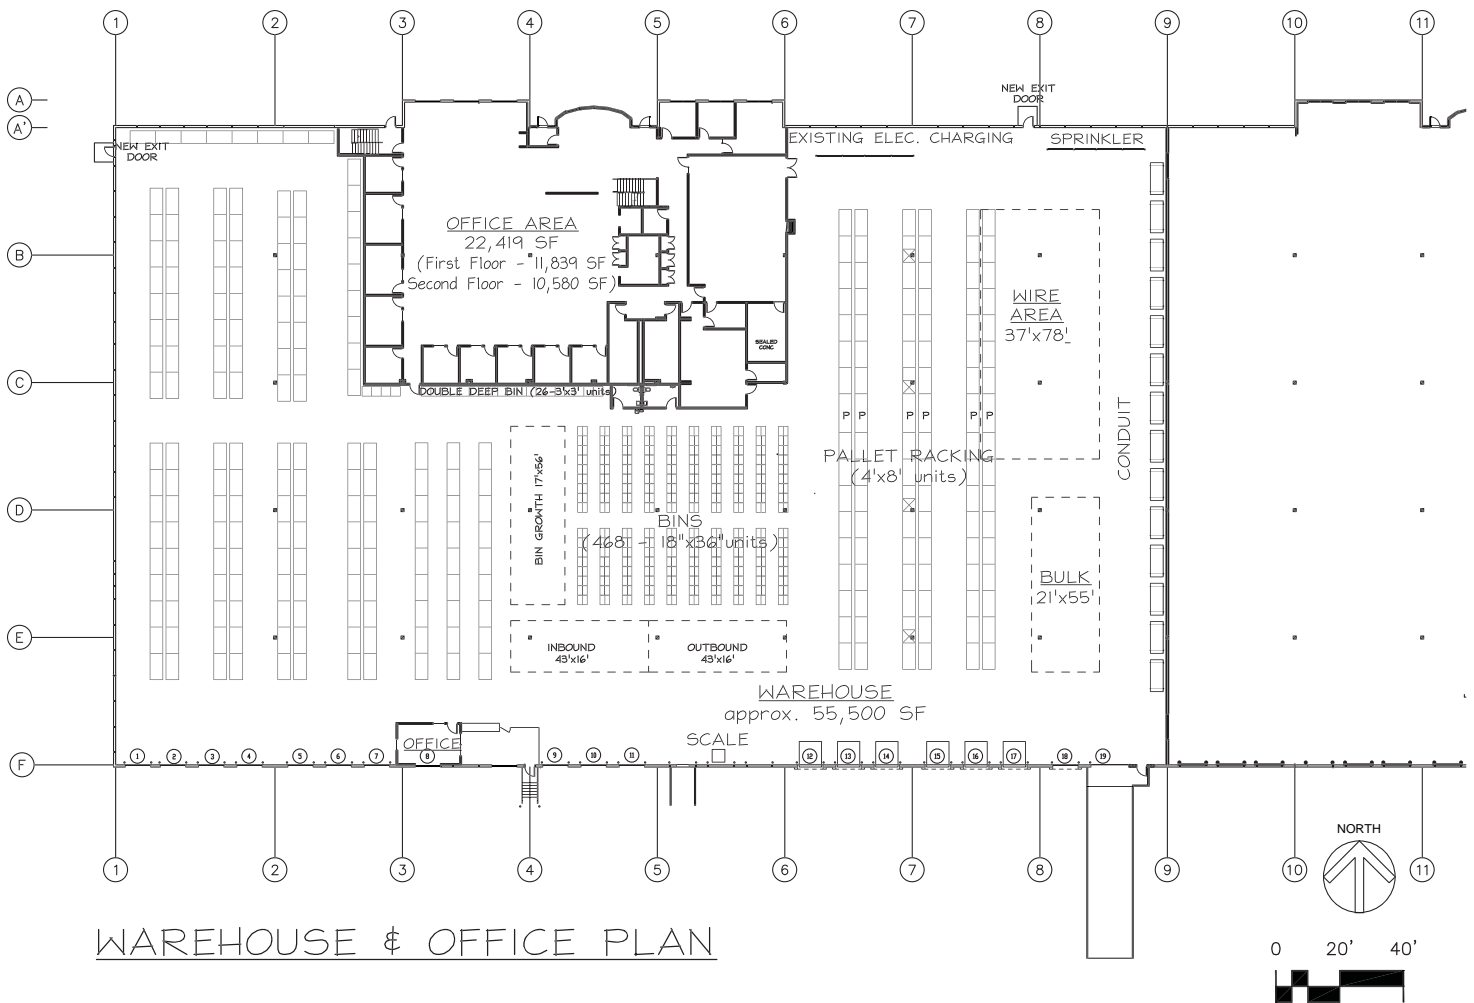 1 2 3 4 5 6 7 8 9 10 11
A
A'
NEW EXIT
DOOR
EXISTING ELEC. CHARGING
SPRINKLER
NEW EXIT
DOOR
OFFICE AREA
22,419 SF
(First Floor - 11,839 SF
Second Floor - 10,580 SF)
B
WIRE
AREA
37'x78'
SEALED
CONC
C
DOUBLE DEEP BIN (26-3'x3' units)
P P P P P P
CONDUIT
PALLET RACKING
(4'x8' units)
BIN GROWTH 17'x56'
D
BINS
(468 - 18"x36"units)
BULK
21'x55'
E
INBOUND
43'x16'
OUTBOUND
43'x16'
WAREHOUSE
approx. 55,500 SF
OFFICE
SCALE
F
1 2 3 4 5 6 7 8 9 10 11 12 13 14 15 16 17 18 19
NORTH
1 2 3 4 5 6 7 8 9 10 11
WAREHOUSE & OFFICE PLAN
0 20' 40'